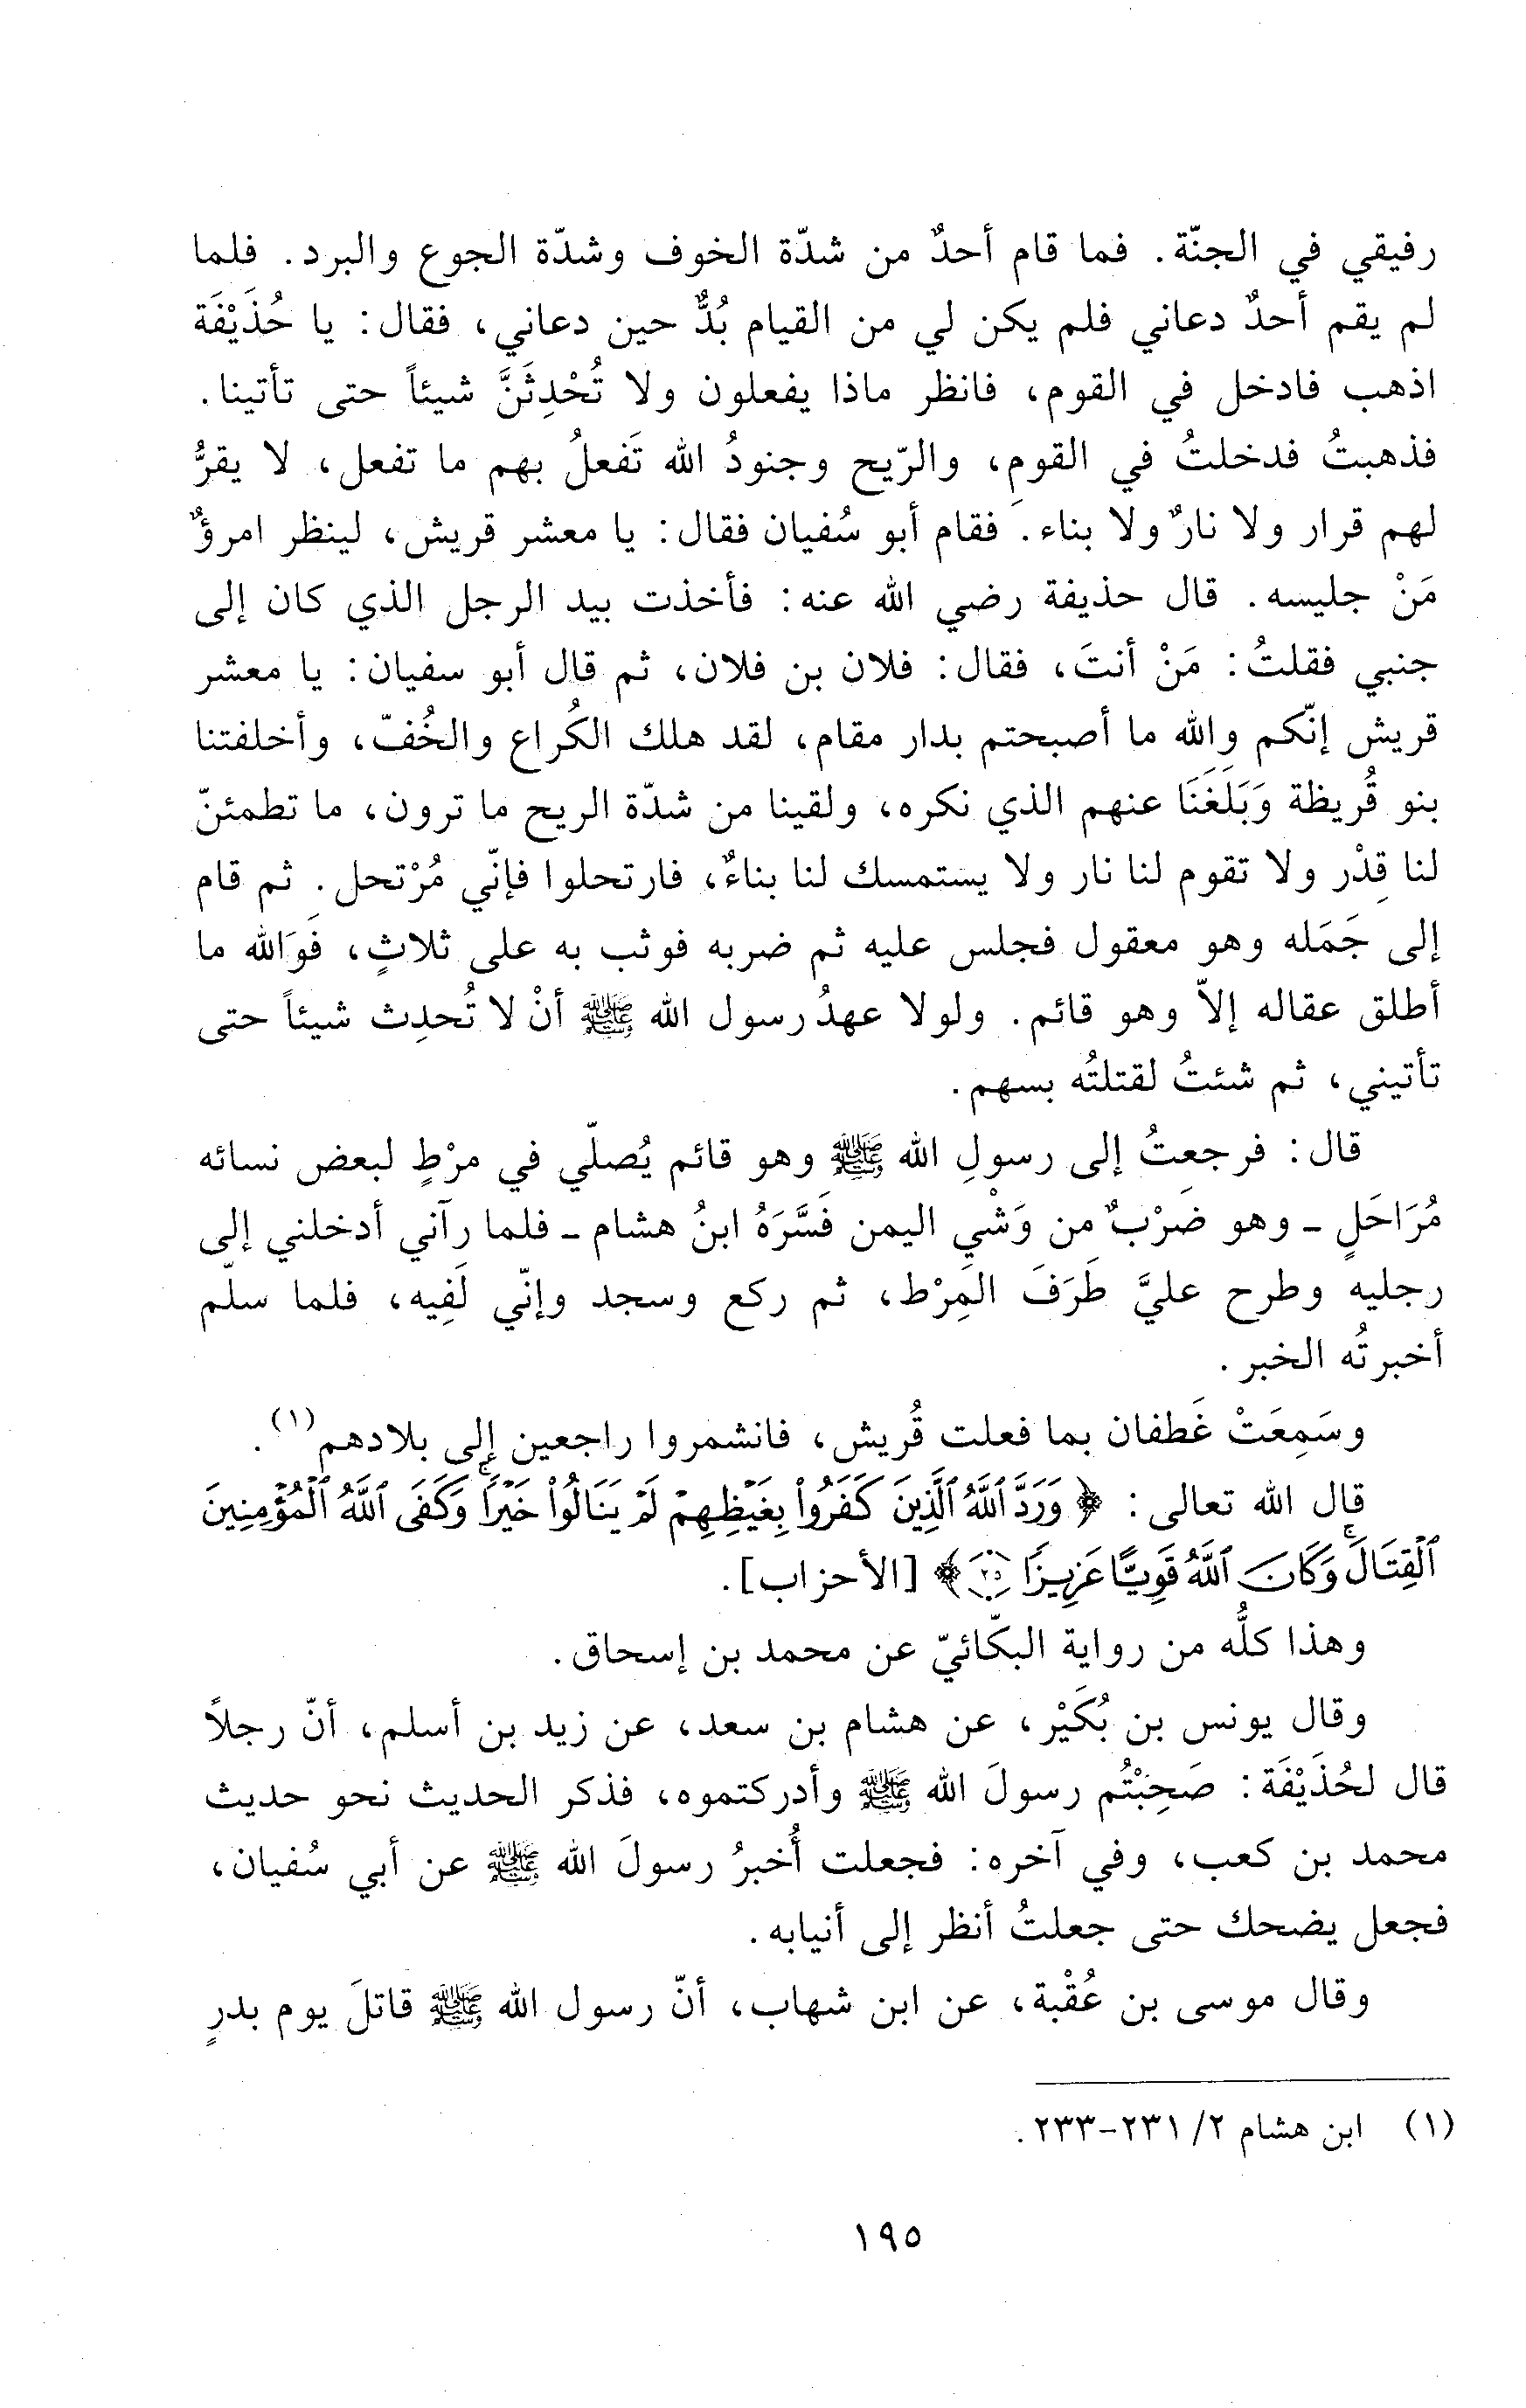 رفيقي في الجنّة. فما قام أحدٌ من شدّة الخوف وشدّة الجوع والبرد. فلما
لم يقم أحدٌ دعاني فلم يكن لي من القيام بُدٌّ حين دعاني، فقال: يا حُذَيْفَة
اذهب فادخل في القوم، فانظر ماذا يفعلون ولا تُحْدِثَنَّ شيئاً حتى تأتينا.
فذهبتُ فدخلتُ في القومِ، والرّيح وجنودُ الله تَفعلُ بهم ما تفعل، لا يقرُّ
لهم قرار ولا نارٌ ولا بناء. فقام أبو سُفيان فقال: يا معشر قريش، لينظر امرؤٌ
مَنْ جليسه. قال حذيفة رضي الله عنه: فأخذت بيد الرجل الذي كان إلى
جنبي فقلتُ: مَنْ أنتَ، فقال: فلان بن فلان، ثم قال أبو سفيان: يا معشر
قريش إنّكم والله ما أصبحتم بدار مقام، لقد هلك الكُراع والخُفّ، وأخلفتنا
بنو قُريظة وَبَلَغَنَا عنهم الذي نكره، ولقينا من شدّة الريح ما ترون، ما تطمئنّ
لنا قِدْر ولا تقوم لنا نار ولا يستمسك لنا بناءٌ، فارتحلوا فإنّي مُرْتحل. ثم قام
إلى جَمَله وهو معقول فجلس عليه ثم ضربه فوثب به على ثلاثٍ، فَوَالله ما
أطلق عقاله إلاّ وهو قائم. ولولا عهدُ رسول الله ﷺ أنْ لا تُحدِث شيئاً حتى
تأتيني، ثم شئتُ لقتلتُه بسهم.
قال: فرجعتُ إلى رسولِ الله ﷺ وهو قائم يُصلّي في مرْطٍ لبعض نسائه
مُرَاحَلٍ - وهو ضَرْبٌ من وَشْيِ اليمن فَسَّرَهُ ابنُ هشام - فلما رآني أدخلني إلى
رجليه وطرح عليَّ طَرَفَ المِرْط، ثم ركع وسجد وإنّي لَفِيه، فلما سلّم
أخبرتُه الخبر.
وسَمِعَتْ غَطفان بما فعلت قُريش، فانشمروا راجعين إلى بلادهم(١).
قال الله تعالى: ﴿وَرَدَّ ٱللَّهُ ٱلَّذِينَ كَفَرُوا۟ بِغَيْظِهِمْ لَمْ يَنَالُوا۟ خَيْرًا ۚ وَكَفَى ٱللَّهُ ٱلْمُؤْمِنِينَ
ٱلْقِتَالَ ۚ وَكَانَ ٱللَّهُ قَوِيًّا عَزِيزًا ٢٥﴾ [الأحزاب].
وهذا كلُّه من رواية البكّائيّ عن محمد بن إسحاق.
وقال يونس بن بُكَيْر، عن هشام بن سعد، عن زيد بن أسلم، أنّ رجلاً
قال لحُذَيْفَة: صَحِبْتُم رسولَ الله ﷺ وأدركتموه، فذكر الحديث نحو حديث
محمد بن كعب، وفي آخره: فجعلت أُخبرُ رسولَ الله ﷺ عن أبي سُفيان،
فجعل يضحك حتى جعلتُ أنظر إلى أنيابه.
وقال موسى بن عُقْبة، عن ابن شهاب، أنّ رسول الله ﷺ قاتلَ يوم بدرٍ
(١) ابن هشام ٢/ ٢٣١-٢٣٣.
١٩٥